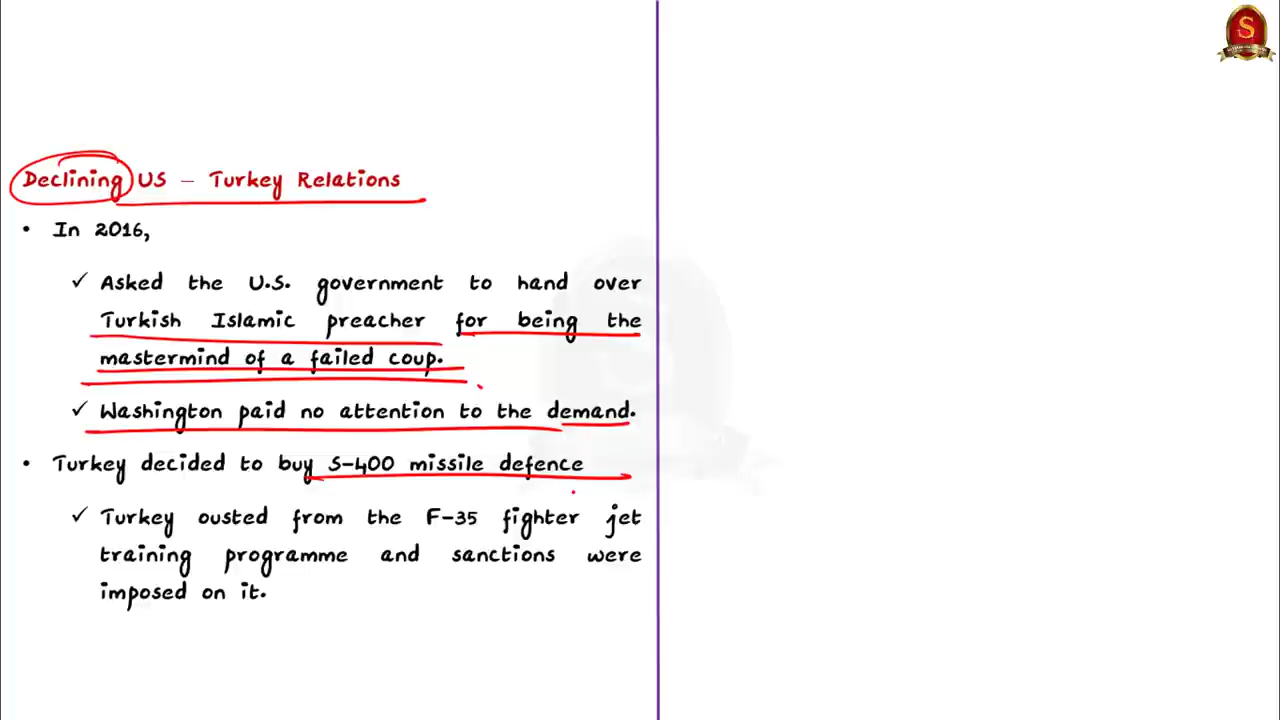 S
Declining US – Turkey Relations
• In 2016,
✓ Asked the U.S. government to hand over
Turkish Islamic preacher for being the
mastermind of a failed coup.
✓ Washington paid no attention to the demand.
• Turkey decided to buy S-400 missile defence
✓ Turkey ousted from the F-35 fighter jet
training programme and sanctions were
imposed on it.